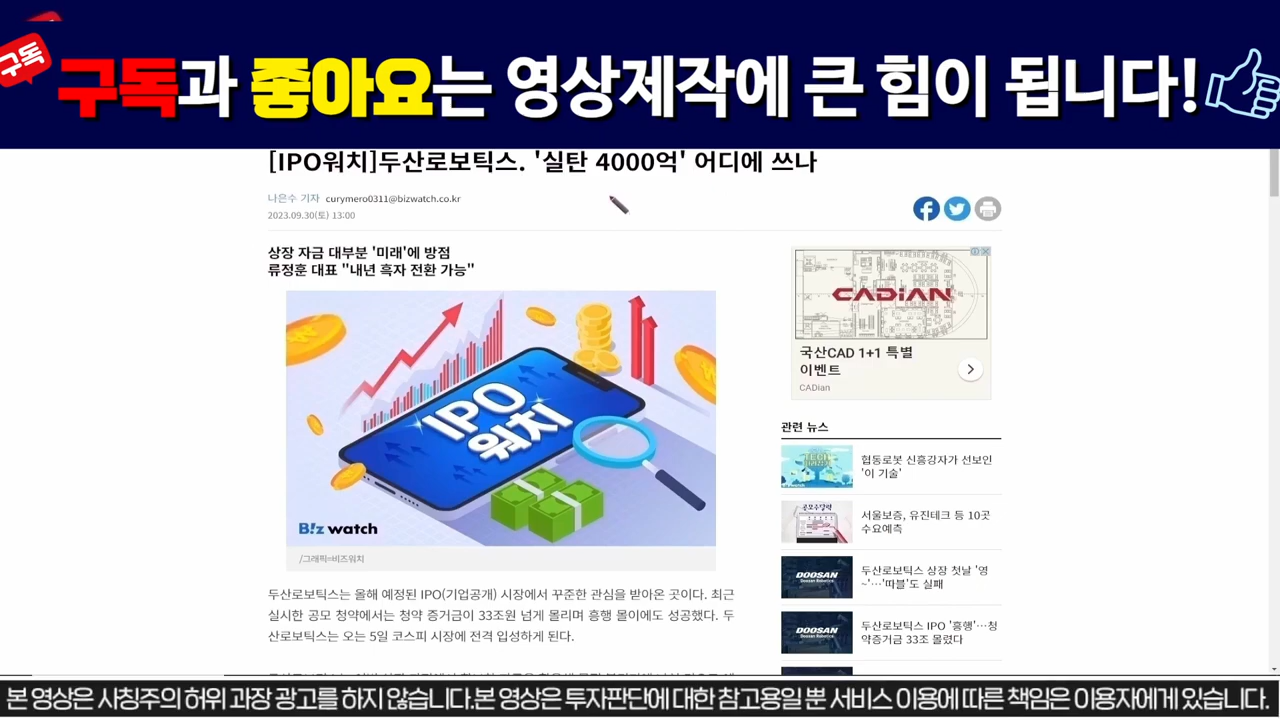 구독
구독과 좋아요는 영상제작에 큰 힘이 됩니다!
[IPO워치]두산로보틱스. '실탄 4000억' 어디에 쓰나
나은수 기자 curymero0311@bizwatch.co.kr
2023.09.30(토) 13:00
상장 자금 대부분 '미래'에 방점
류정훈 대표 "내년 흑자 전환 가능"
IPO
워치
B!z watch
/그래픽=비즈워치
두산로보틱스는 올해 예정된 IPO(기업공개) 시장에서 꾸준한 관심을 받아온 곳이다. 최근
실시한 공모 청약에서는 청약 증거금이 33조원 넘게 몰리며 흥행 몰이에도 성공했다. 두
산로보틱스는 오는 5일 코스피 시장에 전격 입성하게 된다.
CADIAN
국산CAD 1+1 특별
이벤트
CADian
관련 뉴스
협동로봇 신흥강자가 선보인
'이 기술'
공모주달력
서울보증, 유진테크 등 10곳
수요예측
DOOSAN
Doosan Robotics
두산로보틱스 상장 첫날 '영
~'…'따블'도 실패
DOOSAN
Doosan Robotics
두산로보틱스 IPO '흥행'…청
약증거금 33조 몰렸다
본 영상은 사칭주의 허위 과장 광고를 하지 않습니다.본 영상은 투자판단에 대한 참고용일 뿐 서비스 이용에 따른 책임은 이용자에게 있습니다.